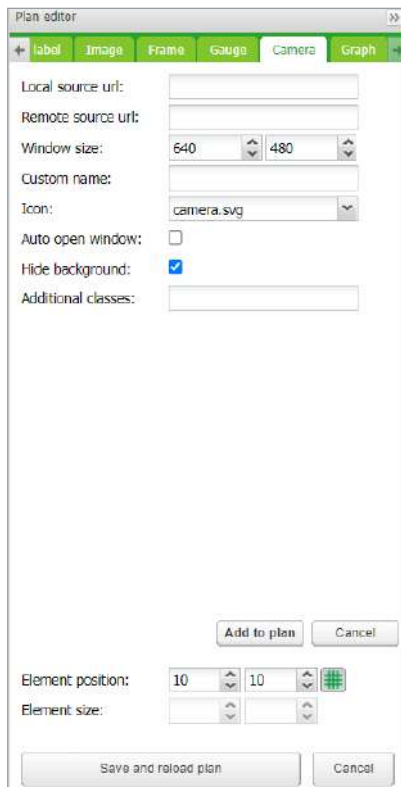 Plan editor
label Image Frame Gauge Camera Graph
Local source url:
Remote source url:
Window size: 640 480
Custom name:
Icon: camera.svg
Auto open window:
Hide background:
Additional classes:
Add to plan Cancel
Element position: 10 10
Element size:
Save and reload plan Cancel